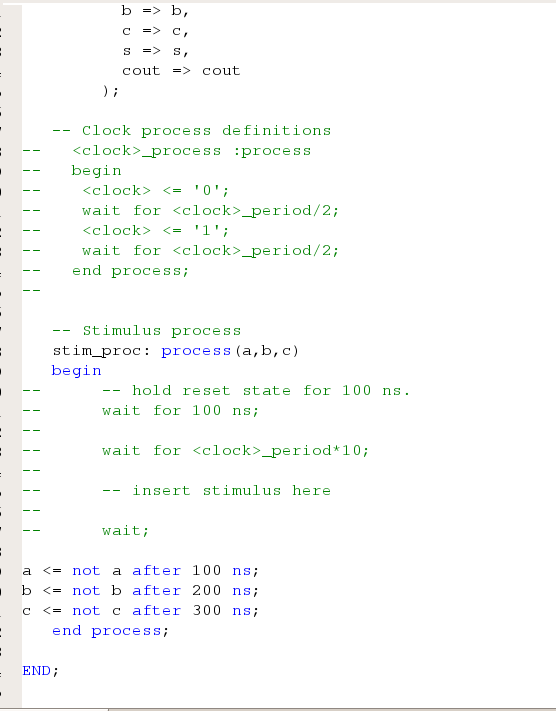 b => b,
c => c,
s => s,
cout => cout
);
-- Clock process definitions
-- <clock>_process :process
-- begin
-- <clock> <= '0';
-- wait for <clock>_period/2;
-- <clock> <= '1';
-- wait for <clock>_period/2;
-- end process;
--
-- Stimulus process
stim_proc: process(a,b,c)
begin
-- -- hold reset state for 100 ns.
-- wait for 100 ns;
--
-- wait for <clock>_period*10;
--
-- -- insert stimulus here
--
-- wait;
a <= not a after 100 ns;
b <= not b after 200 ns;
c <= not c after 300 ns;
end process;
END;